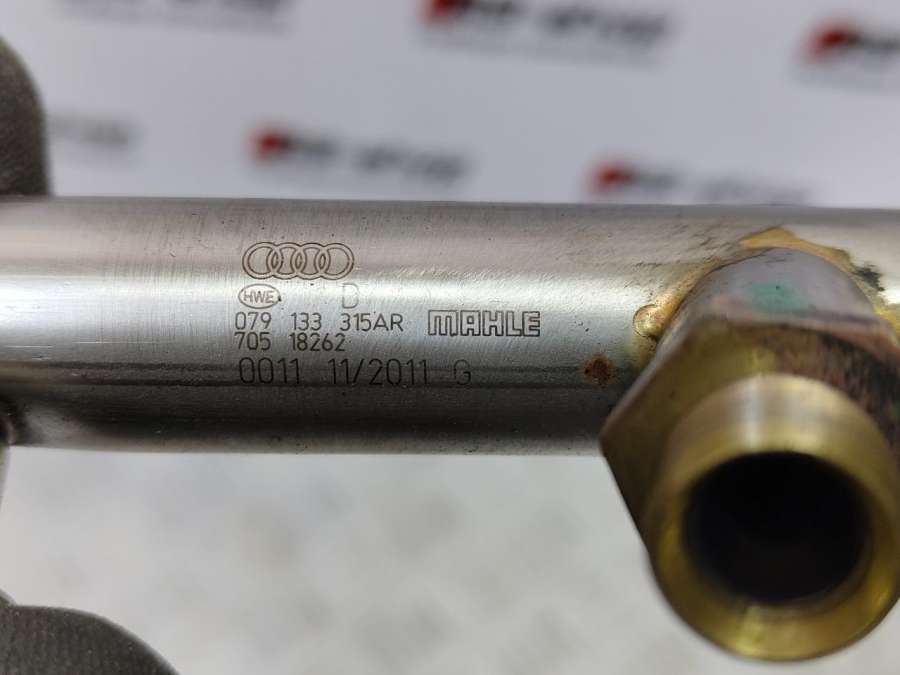 HWE D
079 133 315AR MAHLE
705 18262
0011 11/2011 G